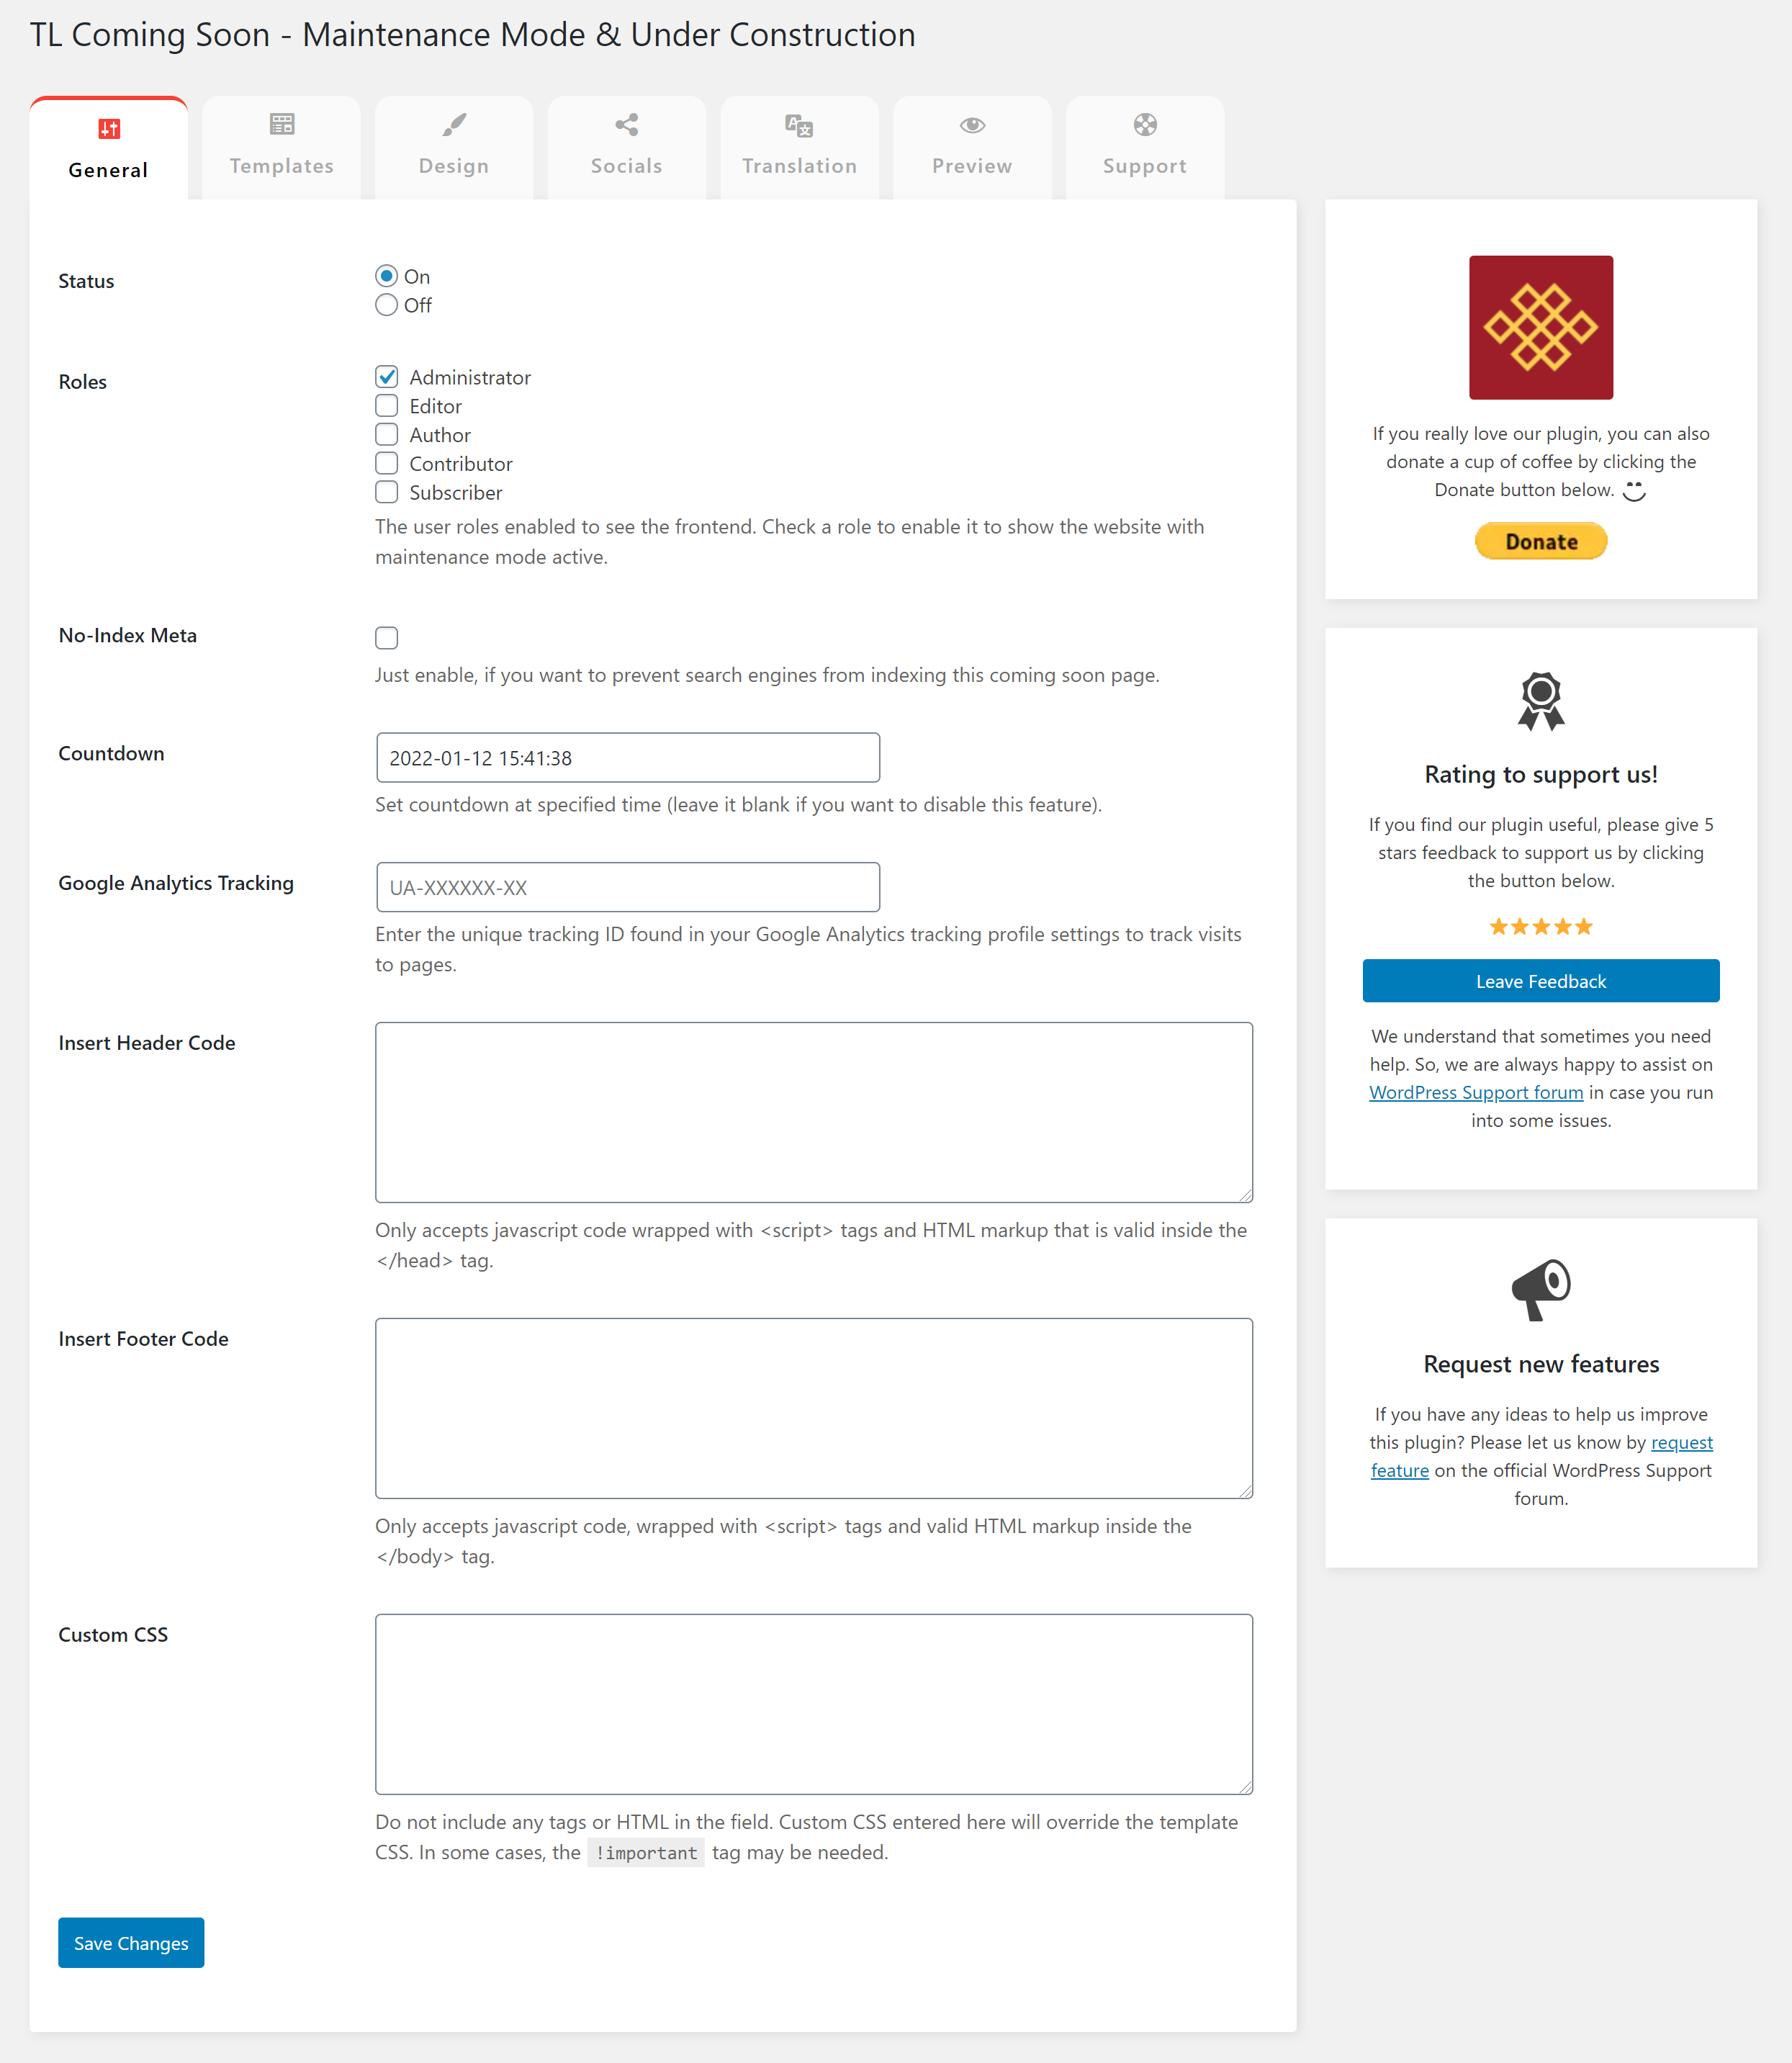 TL Coming Soon - Maintenance Mode & Under Construction
General
Templates
Design
Socials
Translation
Preview
Support
Status
On
Off
Roles
Administrator
Editor
Author
Contributor
Subscriber
The user roles enabled to see the frontend. Check a role to enable it to show the website with
maintenance mode active.
No-Index Meta
Just enable, if you want to prevent search engines from indexing this coming soon page.
Countdown
2022-01-12 15:41:38
Set countdown at specified time (leave it blank if you want to disable this feature).
Google Analytics Tracking
UA-XXXXXX-XX
Enter the unique tracking ID found in your Google Analytics tracking profile settings to track visits
to pages.
Insert Header Code
Only accepts javascript code wrapped with <script> tags and HTML markup that is valid inside the
</head> tag.
Insert Footer Code
Only accepts javascript code, wrapped with <script> tags and valid HTML markup inside the
</body> tag.
Custom CSS
Do not include any tags or HTML in the field. Custom CSS entered here will override the template
CSS. In some cases, the !important tag may be needed.
Save Changes
If you really love our plugin, you can also
donate a cup of coffee by clicking the
Donate button below.
Donate
Rating to support us!
If you find our plugin useful, please give 5
stars feedback to support us by clicking
the button below.
Leave Feedback
We understand that sometimes you need
help. So, we are always happy to assist on
WordPress Support forum in case you run
into some issues.
Request new features
If you have any ideas to help us improve
this plugin? Please let us know by request
feature on the official WordPress Support
forum.